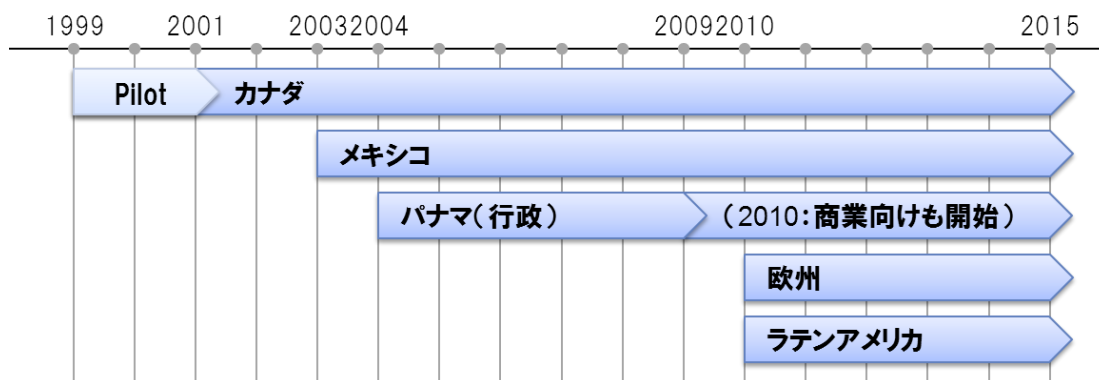 1999 2001 20032004 20092010 2015
Pilot カナダ
メキシコ
パナマ（行政） （2010：商業向けも開始）
欧州
ラテンアメリカ